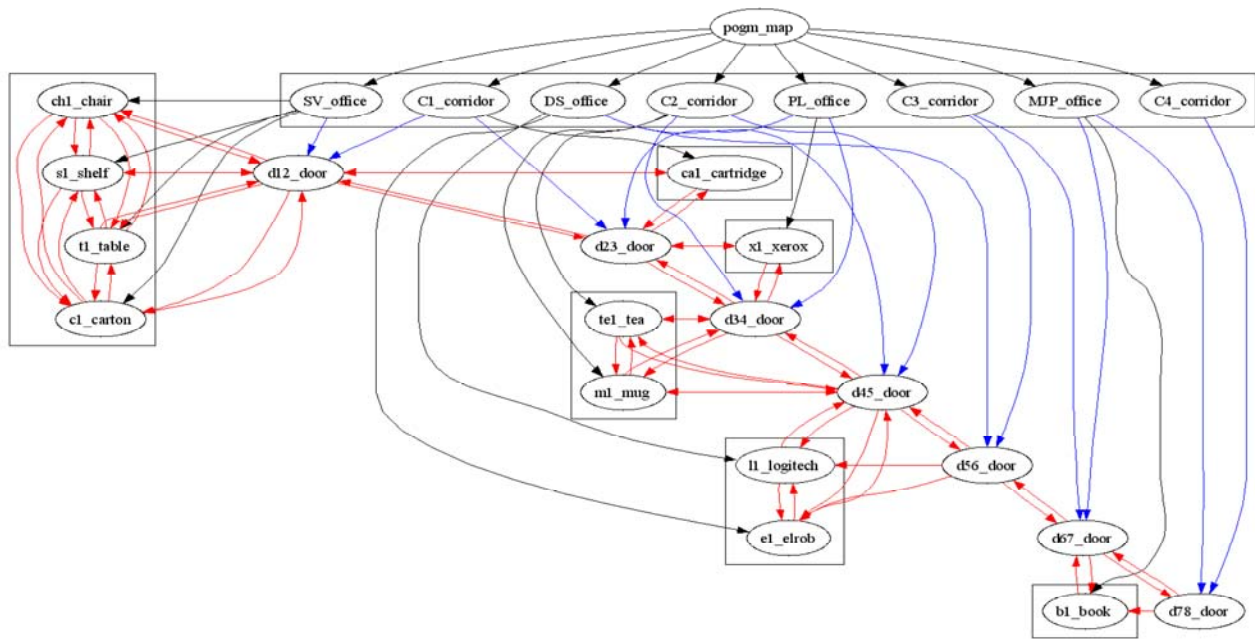 pogm_map
ch1_chair SV_office C1_corridor DS_office C2_corridor PL_office C3_corridor MJP_office C4_corridor
s1_shelf d12_door ca1_cartridge
t1_table d23_door x1_xerox
c1_carton te1_tea d34_door
m1_mug d45_door
l1_logitech d56_door
e1_elrob d67_door
b1_book d78_door